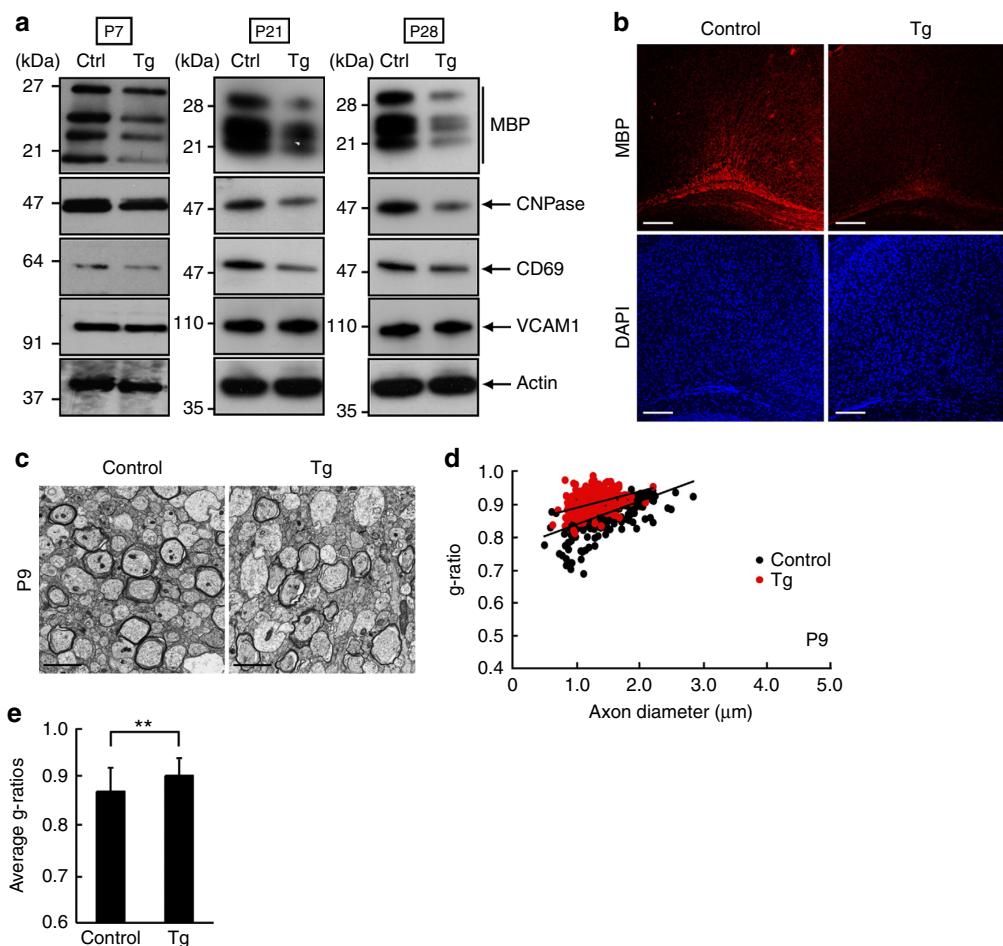 a
P7
P21
P28
(kDa) Ctrl Tg (kDa) Ctrl Tg (kDa) Ctrl Tg
27
21
28
21
28
21
MBP
47
47
47
CNPase
64
47
47
CD69
91
110
110
VCAM1
37
35
35
Actin
b
Control Tg
MBP
DAPI
c
Control Tg
P9
d
1.0
0.9
0.8
0.7
0.6
0.5
0.4
g-ratio
Control
Tg
P9
0 1.0 2.0 3.0 4.0 5.0
Axon diameter (μm)
e
1.0
0.9
0.8
0.7
0.6
Average g-ratios
**
Control Tg